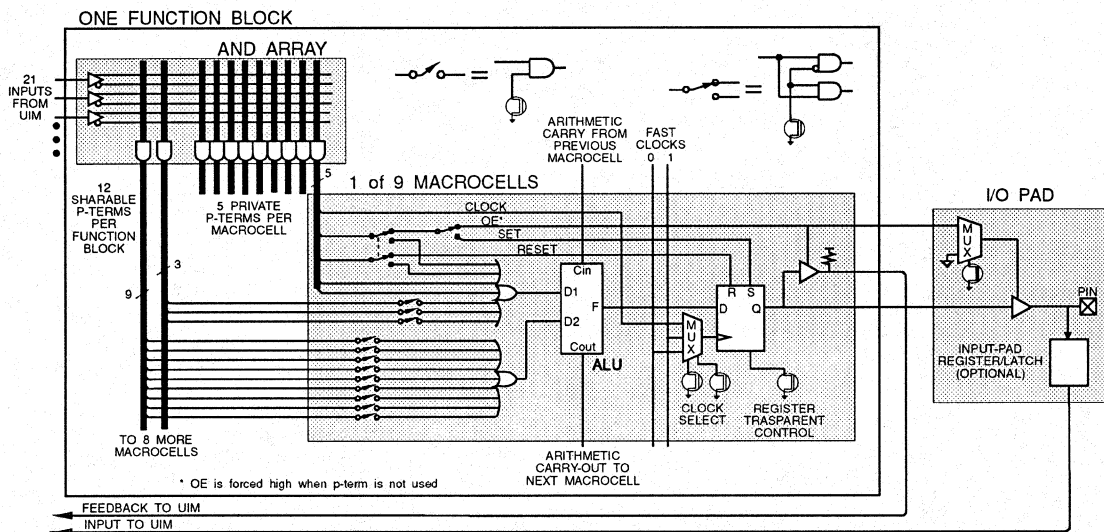 ONE FUNCTION BLOCK
AND ARRAY
21
INPUTS
FROM
UIM
ARITHMETIC
CARRY FROM
PREVIOUS
MACROCELL
FAST
CLOCKS
0 1
12
SHARABLE
P-TERMS
PER
FUNCTION
BLOCK
5 PRIVATE
P-TERMS PER
MACROCELL
5
1 of 9 MACROCELLS
I/O PAD
CLOCK
OE*
SET
RESET
3
9
Cin
D1
D2
F
Cout
ALU
R S
D Q
MUX
MUX
PIN
INPUT-PAD
REGISTER/LATCH
(OPTIONAL)
CLOCK
SELECT
REGISTER
TRASPARENT
CONTROL
TO 8 MORE
MACROCELLS
ARITHMETIC
CARRY-OUT TO
NEXT MACROCELL
* OE is forced high when p-term is not used
FEEDBACK TO UIM
INPUT TO UIM